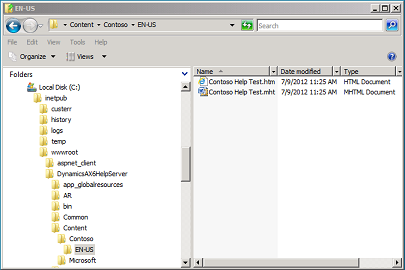 EN-US
Content Contoso EN-US
Search
File Edit View Tools Help
Organize Views
Folders
Name Date modified Type
Local Disk (C:)
inetpub
custerr
history
logs
temp
wwwroot
aspnet_client
DynamicsAX6HelpServer
app_globalresources
AR
bin
Common
Content
Contoso
EN-US
Microsoft
Contoso Help Test.htm 7/9/2012 11:25 AM HTML Document
Contoso Help Test.mht 7/9/2012 11:25 AM MHTML Document